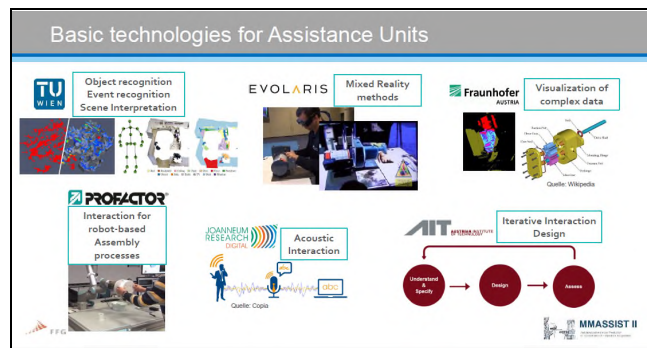 Basic technologies for Assistance Units
TU
WIEN
Object recognition
Event recognition
Scene Interpretation
EVOLARIS
Mixed Reality
methods
Fraunhofer
AUSTRIA
Visualization of
complex data
Quelle: Wikipedia
PROFACTOR
Interaction for
robot-based
Assembly
processes
JOANNEUM
RESEARCH
DIGITAL
Acoustic
Interaction
abc
abc
Quelle: Copia
AIT
AUSTRIAN INSTITUTE
OF TECHNOLOGY
Iterative Interaction
Design
Understand
&
Specify
Design
Assess
FFG
MMASSIST II